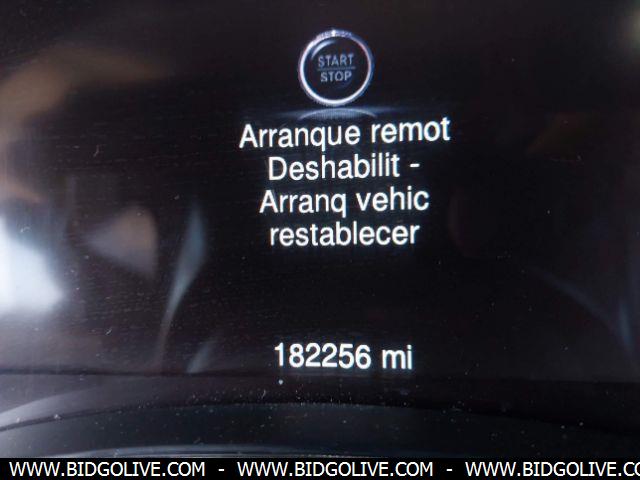 START
STOP
Arranque remot
Deshabilit -
Arranq vehic
restablecer
182256 mi
WWW.BIDGOLIVE.COM - WWW.BIDGOLIVE.COM - WWW.BIDGOLIVE.CO